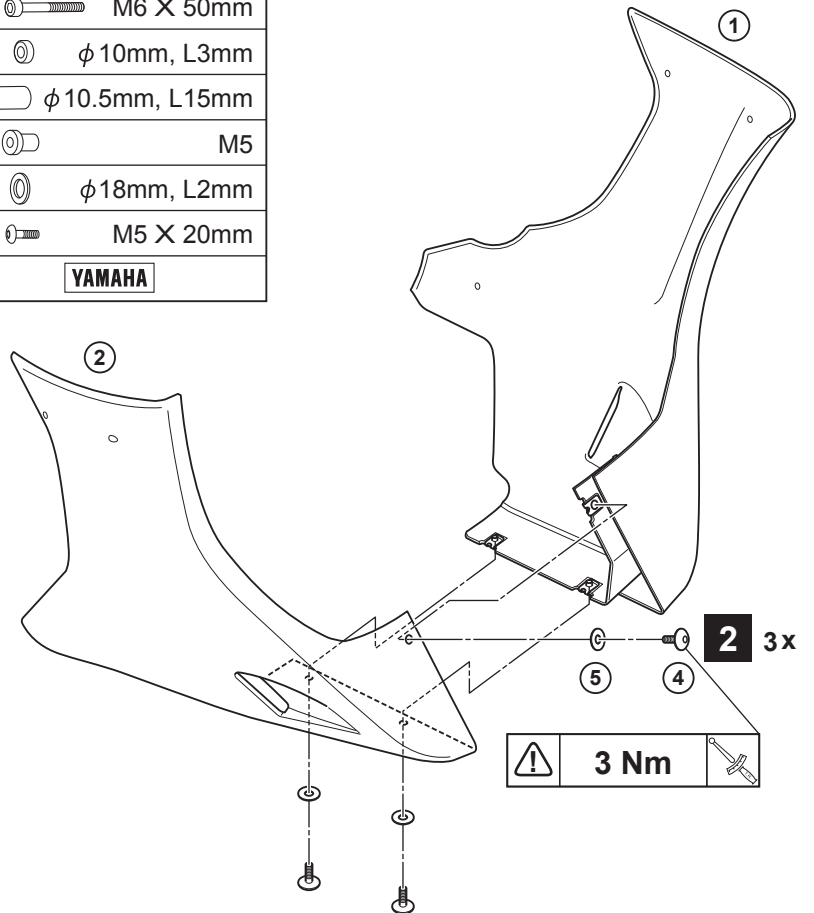 M6 X 50mm
ϕ10mm, L3mm
ϕ10.5mm, L15mm
M5
ϕ18mm, L2mm
M5 X 20mm
YAMAHA
1
2
2 3x
5 4
3 Nm